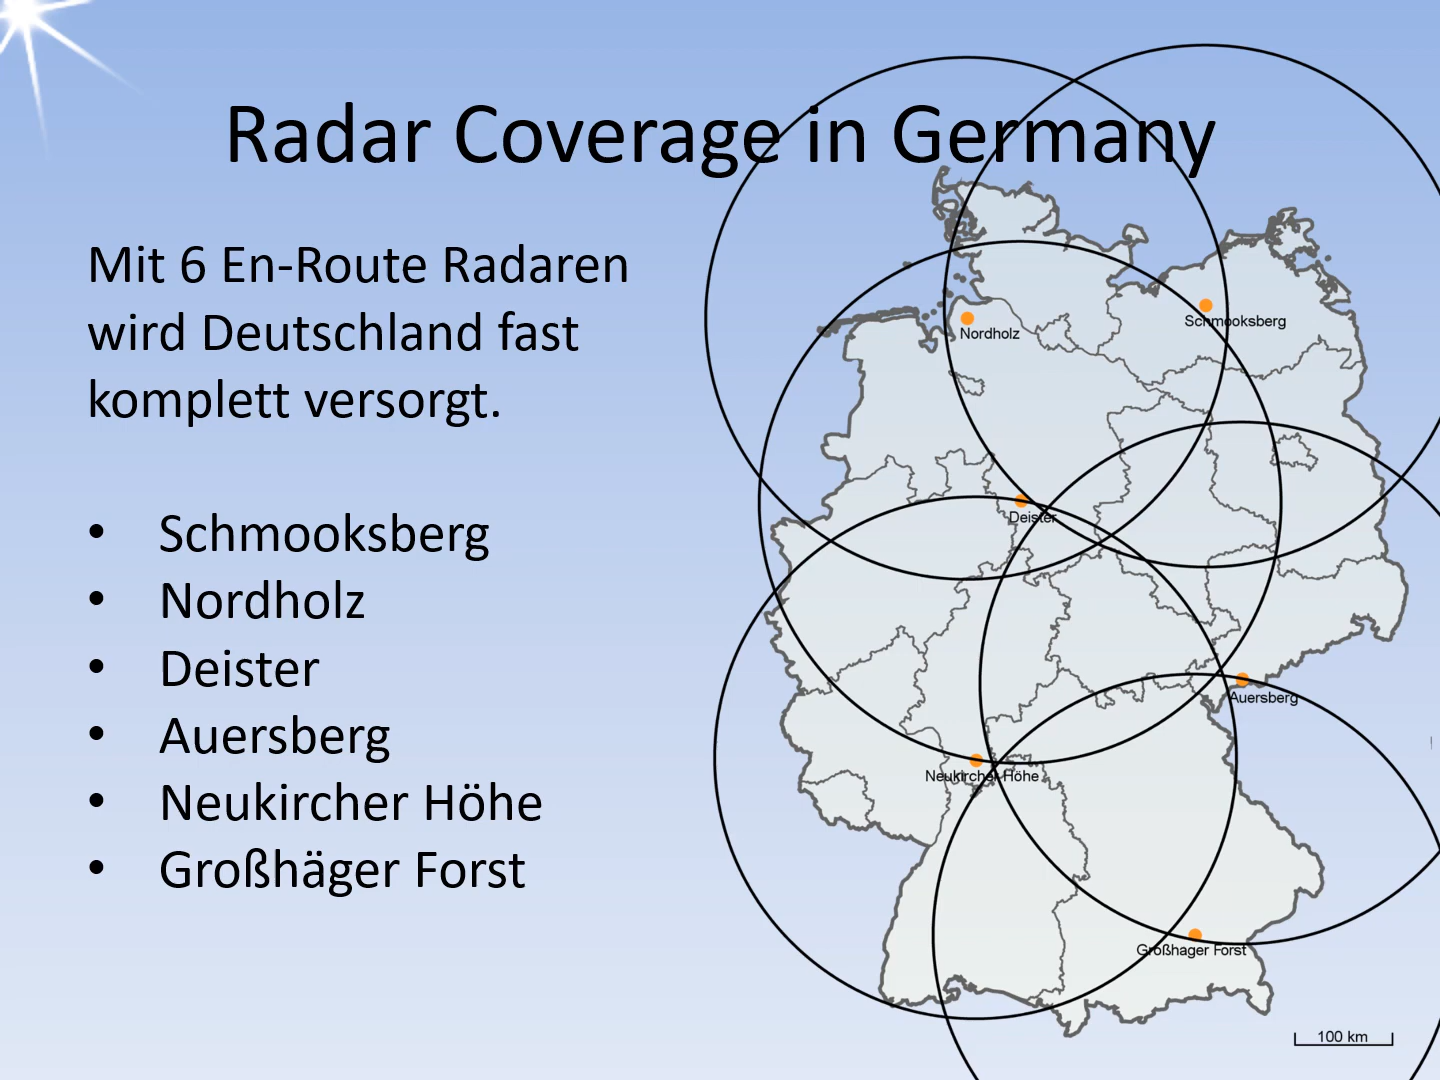 Radar Coverage in Germany
Mit 6 En-Route Radaren
wird Deutschland fast
komplett versorgt.
• Schmooksberg
• Nordholz
• Deister
• Auersberg
• Neukircher Höhe
• Großhäger Forst
Schmooksberg
Nordholz
Deister
Auersberg
Neukircher Höhe
Großhager Forst
100 km